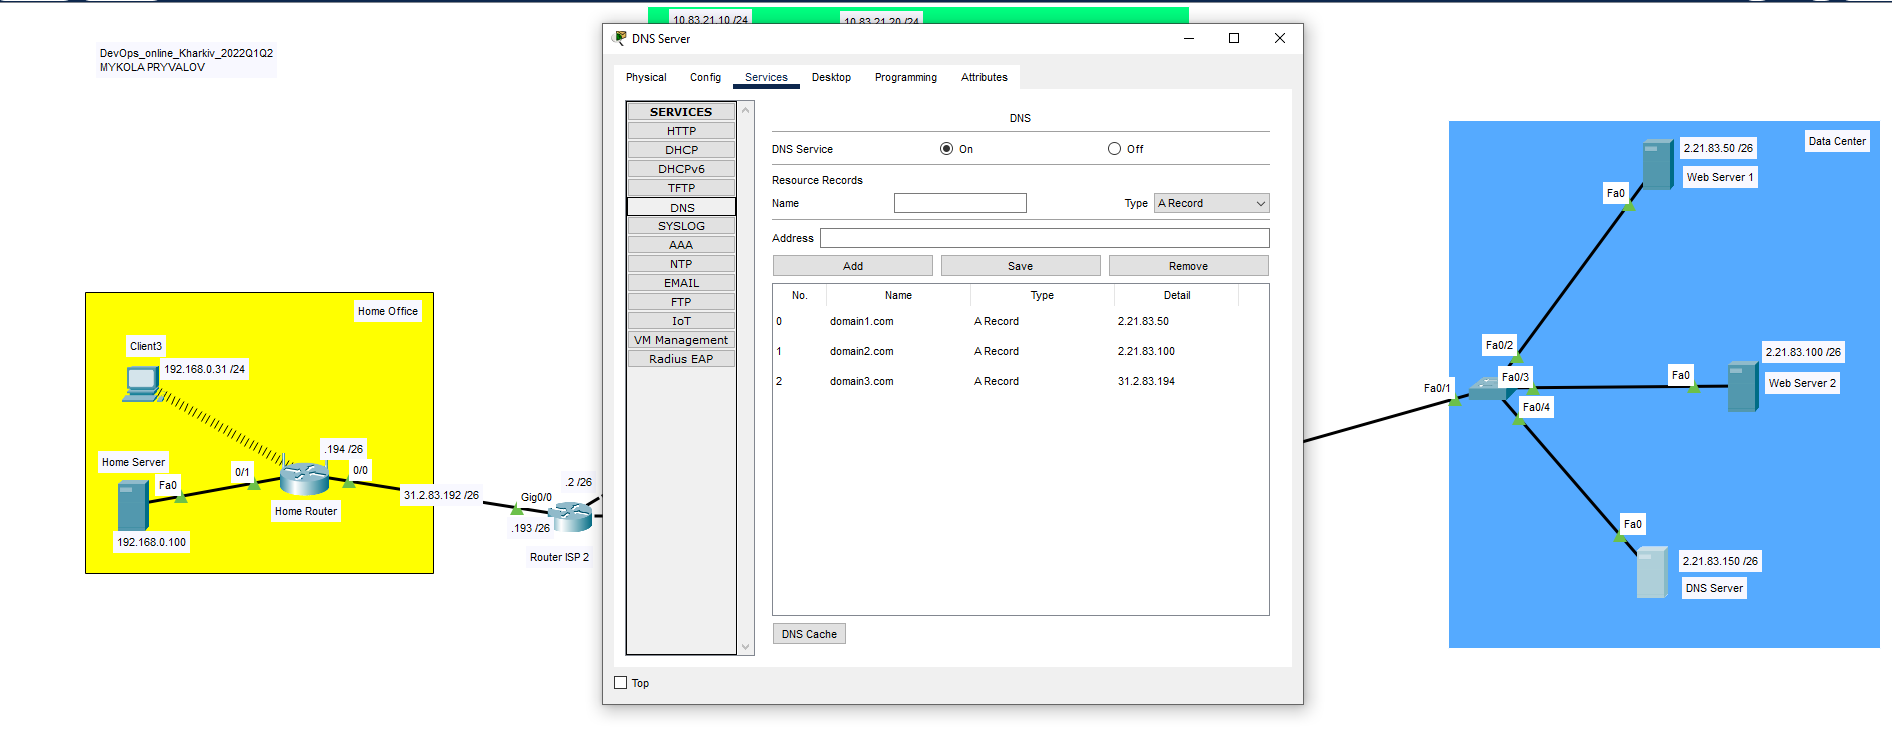 10.83.21.10 /24
10.83.21.20 /24
DevOps_online_Kharkiv_2022Q1Q2
MYKOLA PRYVALOV
DNS Server
Physical
Config
Services
Desktop
Programming
Attributes
SERVICES
HTTP
DHCP
DHCPv6
TFTP
DNS
SYSLOG
AAA
NTP
EMAIL
FTP
IoT
VM Management
Radius EAP
DNS
DNS Service
On
Off
Resource Records
Name
Type
A Record
Address
Add
Save
Remove
No.
Name
Type
Detail
0
domain1.com
A Record
2.21.83.50
1
domain2.com
A Record
2.21.83.100
2
domain3.com
A Record
31.2.83.194
DNS Cache
Top
Home Office
Client3
192.168.0.31 /24
Home Server
Fa0
0/1
.194 /26
0/0
Home Router
192.168.0.100
31.2.83.192 /26
Gig0/0
.2 /26
.193 /26
Router ISP 2
Data Center
2.21.83.50 /26
Web Server 1
Fa0
Fa0/2
Fa0/3
Fa0/1
Fa0/4
Fa0
2.21.83.100 /26
Web Server 2
Fa0
2.21.83.150 /26
DNS Server